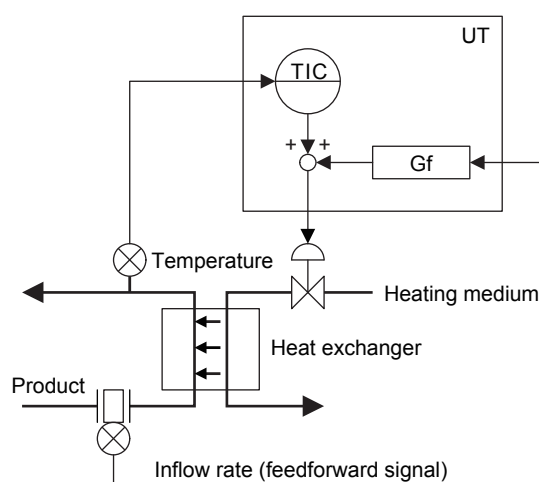 UT
TIC
+ +
Gf
Temperature
Heating medium
Heat exchanger
Product
Inflow rate (feedforward signal)